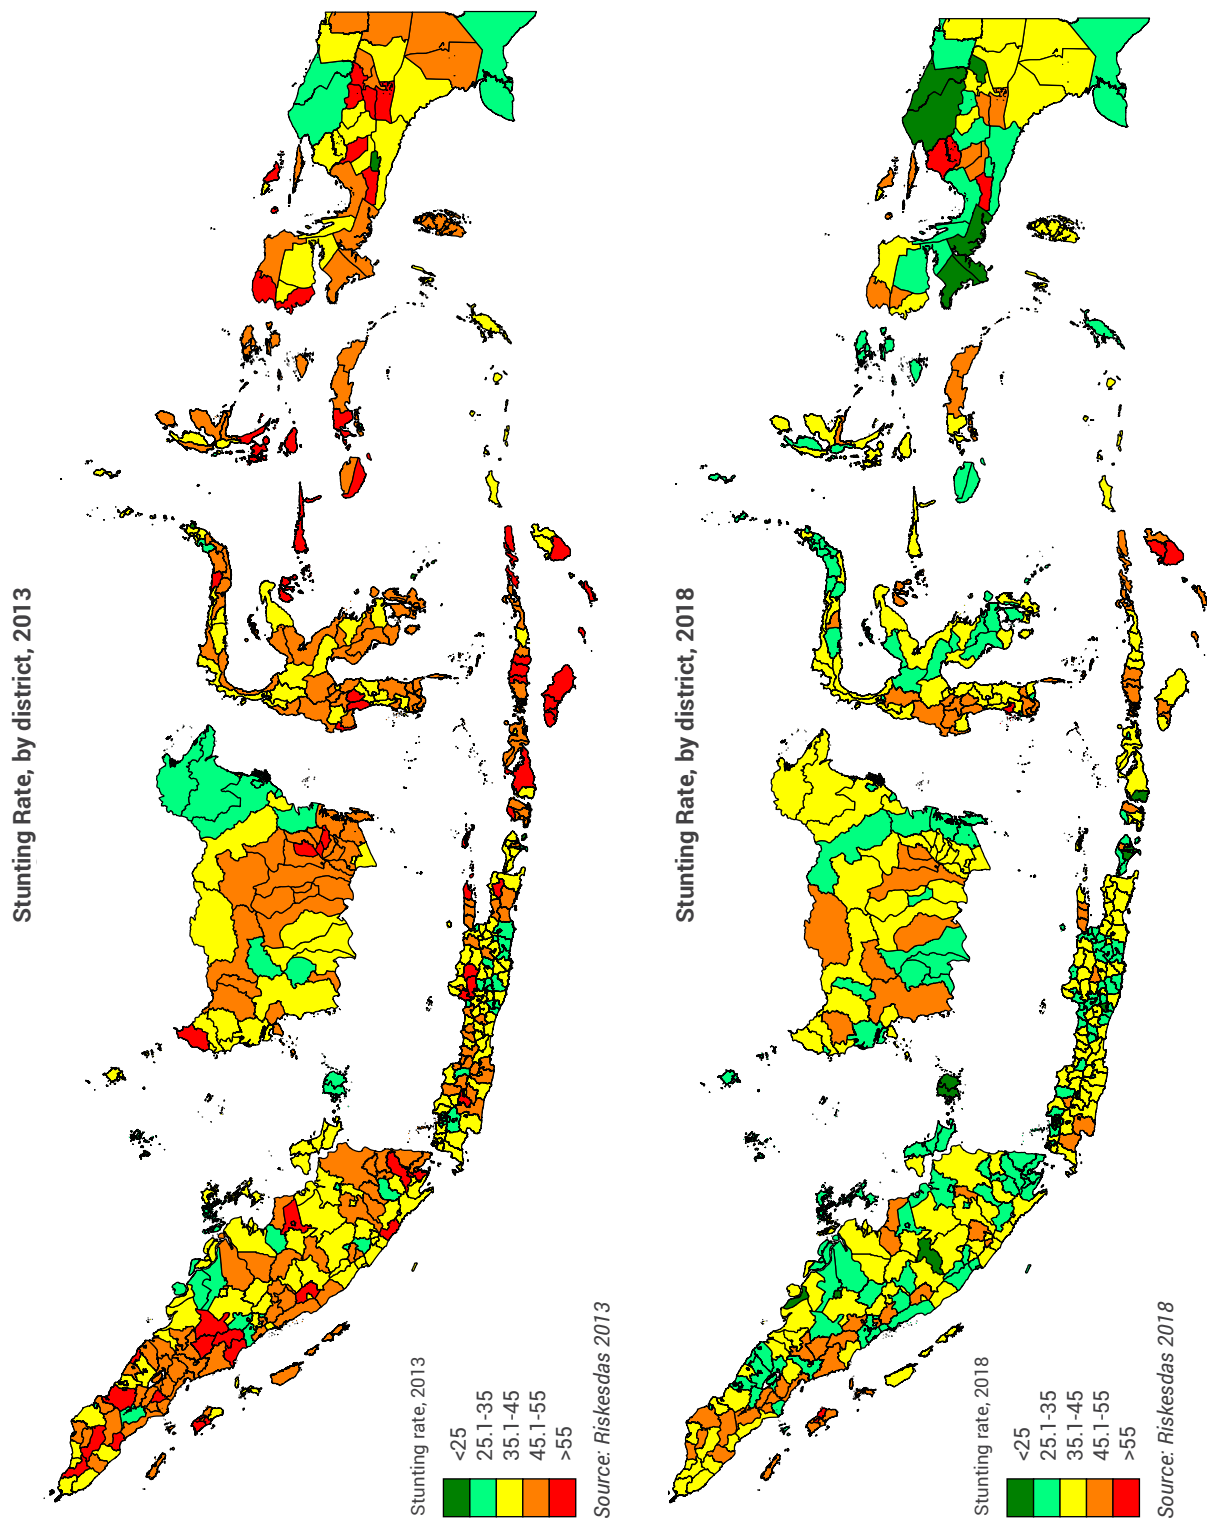 Stunting Rate, by district, 2013
Stunting rate, 2013
<25
25.1-35
35.1-45
45.1-55
>55
Source: Riskesdas 2013
Stunting Rate, by district, 2018
Stunting rate, 2018
<25
25.1-35
35.1-45
45.1-55
>55
Source: Riskesdas 2018